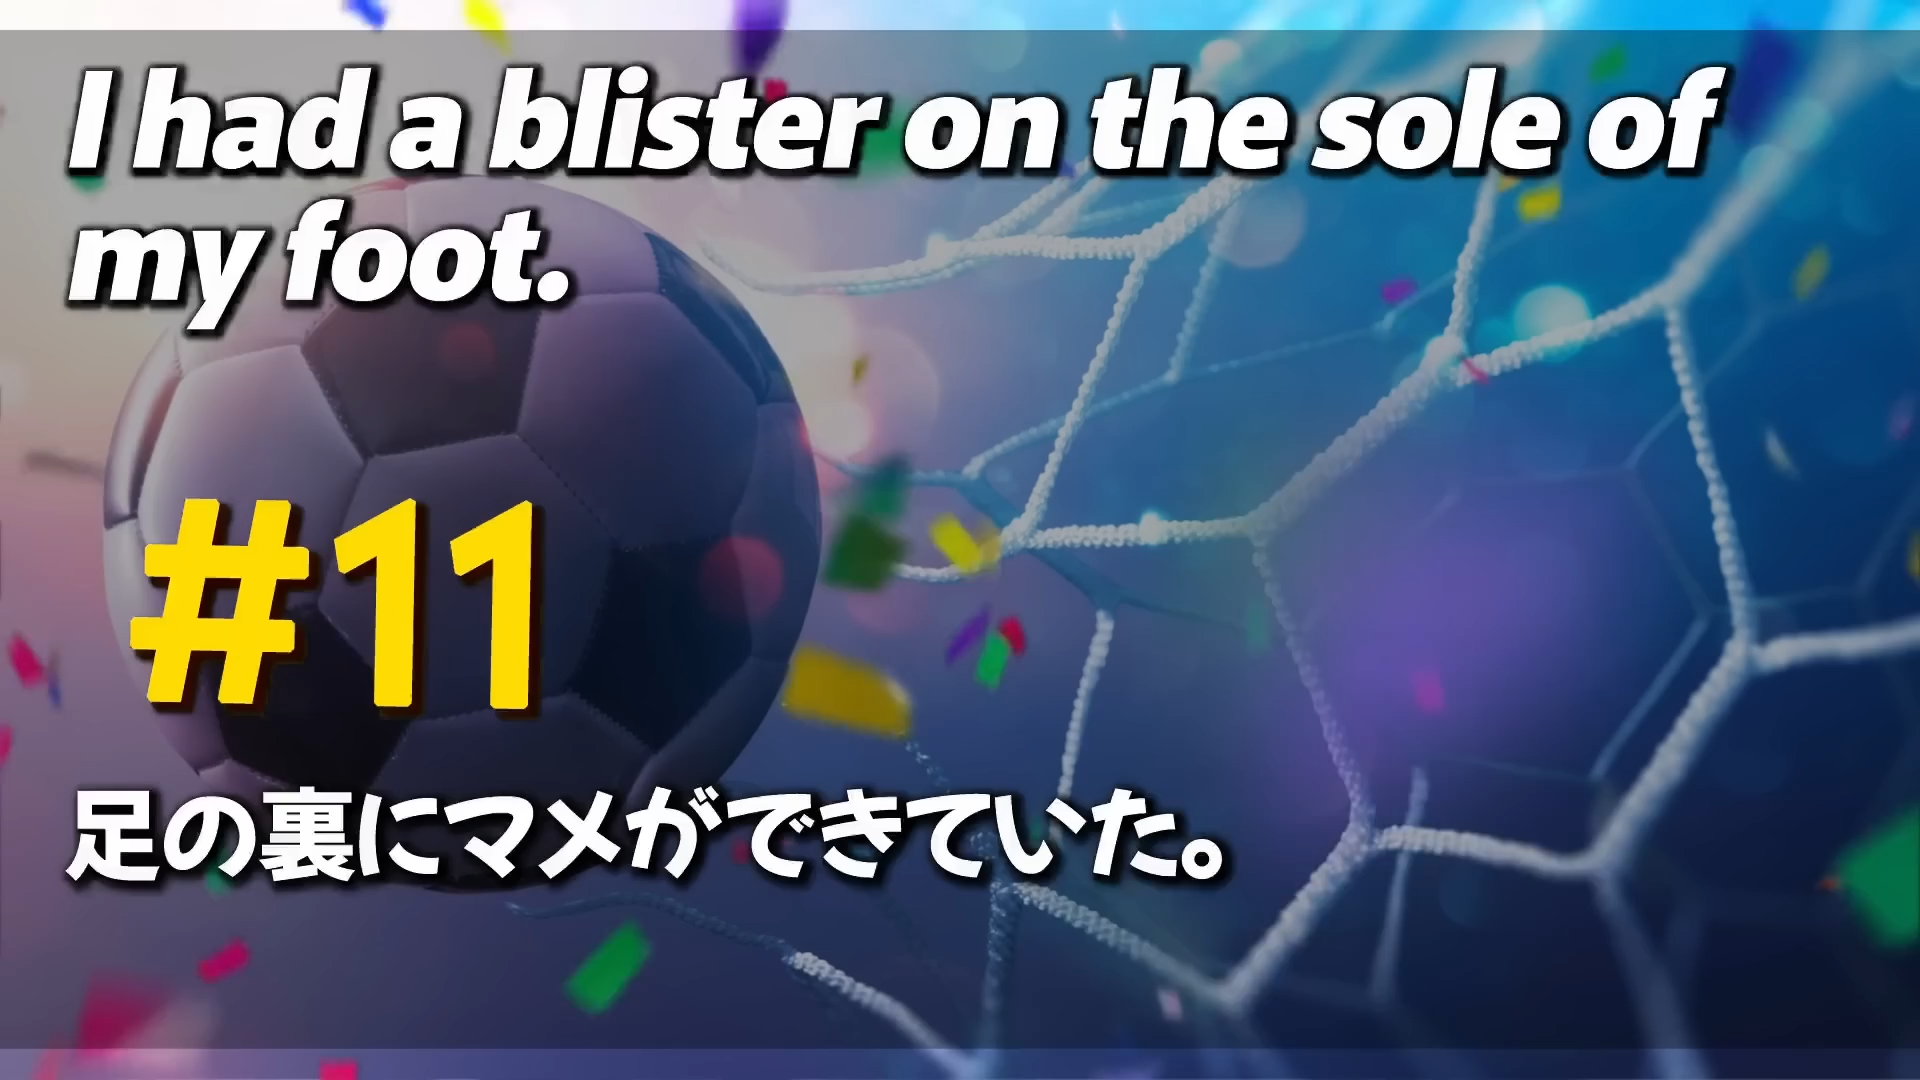 I had a blister on the sole of
my foot.
#11
足の裏にマメができていた。